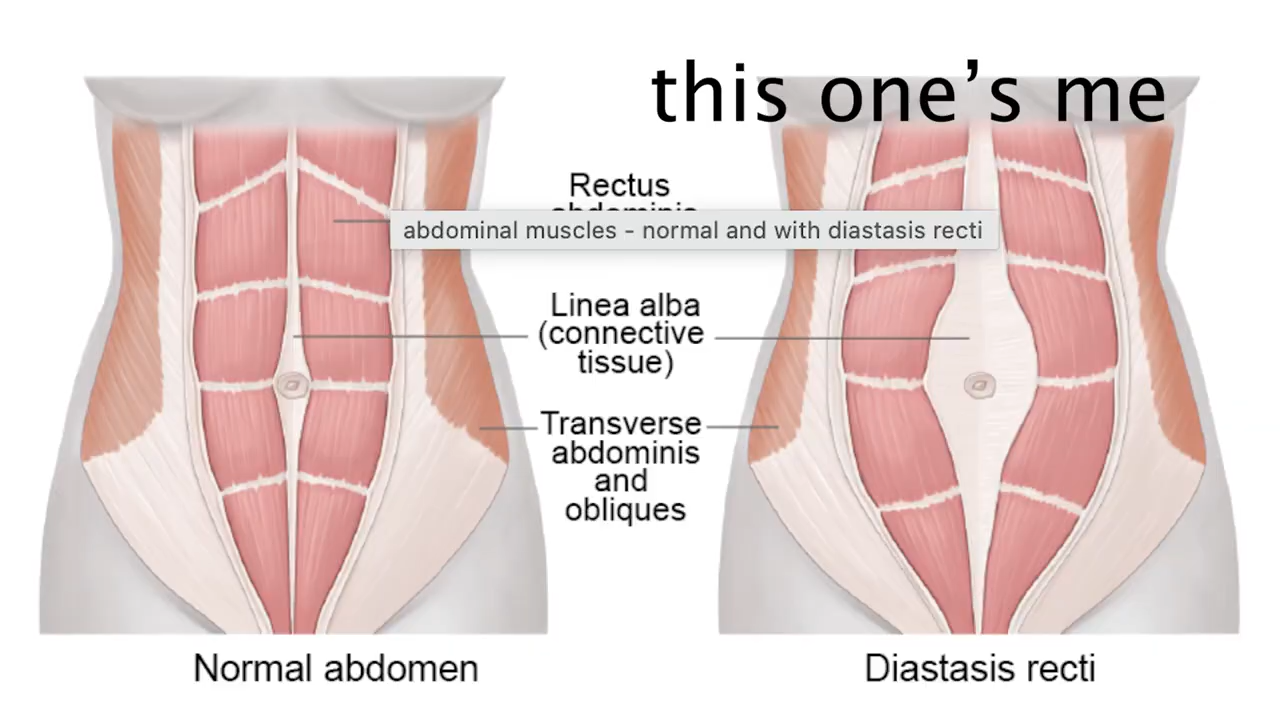 this one’s me
Rectus
abdominis
abdominal muscles - normal and with diastasis recti
Linea alba
(connective
tissue)
Transverse
abdominis
and
obliques
Normal abdomen
Diastasis recti